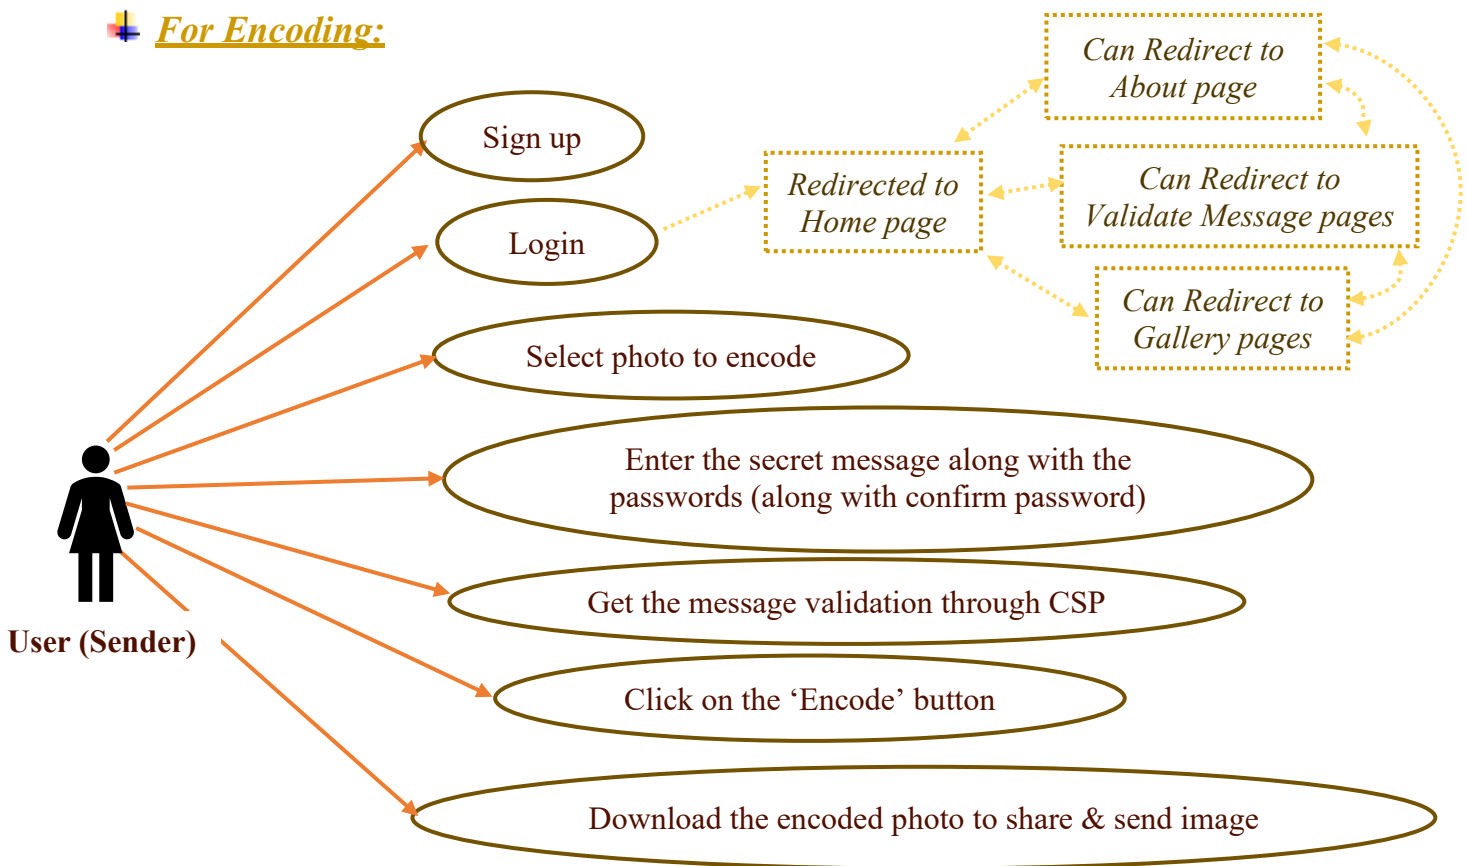 For Encoding:
Can Redirect to
About page
Sign up
Redirected to
Home page
Can Redirect to
Validate Message pages
Login
Can Redirect to
Gallery pages
Select photo to encode
Enter the secret message along with the
passwords (along with confirm password)
Get the message validation through CSP
User (Sender)
Click on the ‘Encode’ button
Download the encoded photo to share & send image